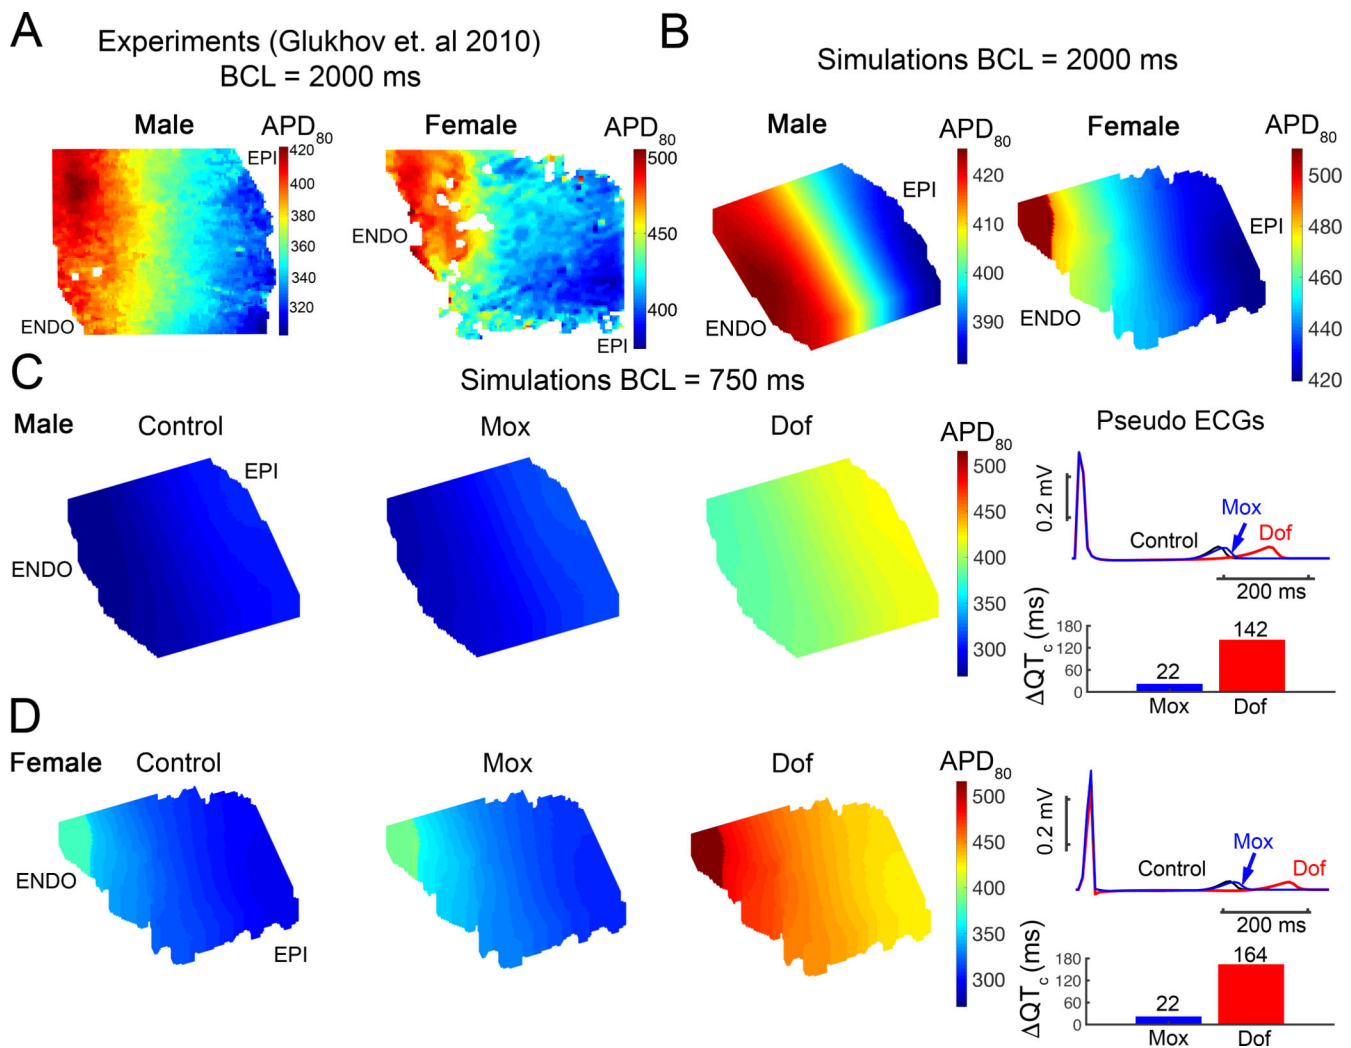 A
Experiments (Glukhov et. al 2010)
BCL = 2000 ms
Male
APD80
EPI
420
400
380
360
340
320
ENDO
Female
APD80
500
450
400
ENDO
EPI
B
Simulations BCL = 2000 ms
Male
APD80
EPI
420
410
400
390
ENDO
Female
APD80
500
480
460
440
420
EPI
ENDO
C
Simulations BCL = 750 ms
Male
Control
EPI
ENDO
Mox
Dof
APD80
500
450
400
350
300
Pseudo ECGs
0.2 mV
Control
Mox
Dof
200 ms
ΔQTc (ms)
180
120
60
0
22
142
Mox
Dof
D
Female
Control
ENDO
EPI
Mox
Dof
APD80
500
450
400
350
300
0.2 mV
Control
Mox
Dof
200 ms
ΔQTc (ms)
180
120
60
0
22
164
Mox
Dof